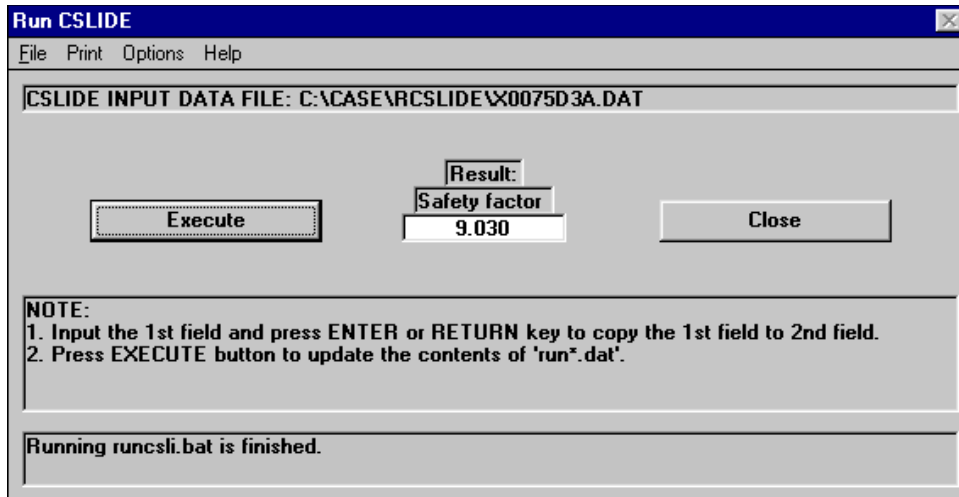 Run CSLIDE
File Print Options Help
CSLIDE INPUT DATA FILE: C:\CASE\RCSLIDE\X0075D3A.DAT
Result:
Safety factor
Execute
9.030
Close
NOTE:
1. Input the 1st field and press ENTER or RETURN key to copy the 1st field to 2nd field.
2. Press EXECUTE button to update the contents of 'run*.dat'.
Running runcsli.bat is finished.